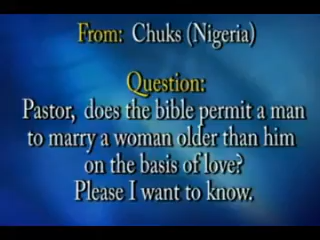 From: Chuks (Nigeria)
Question:
Pastor, does the bible permit a man
to marry a woman older than him
on the basis of love?
Please I want to know.